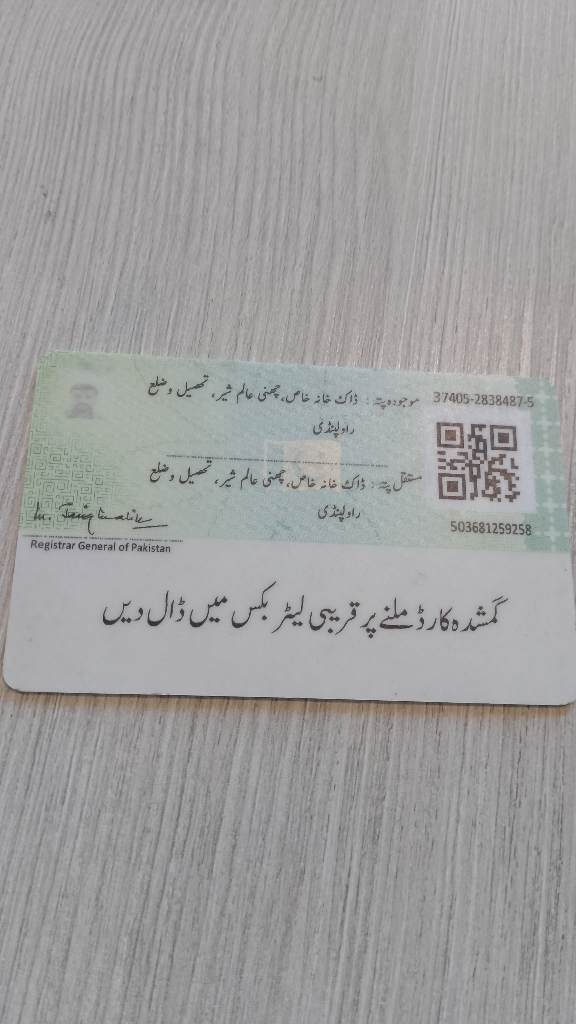 37405-2838487-5
موجودہ پتہ : ڈاک خانہ خاص، چھنی عالم شیر، تحصیل و ضلع
راولپنڈی
مستقل پتہ : ڈاک خانہ خاص، چھنی عالم شیر، تحصیل و ضلع
راولپنڈی
503681259258
Registrar General of Pakistan
گمشدہ کارڈ ملنے پر قریبی لیٹر بکس میں ڈال دیں